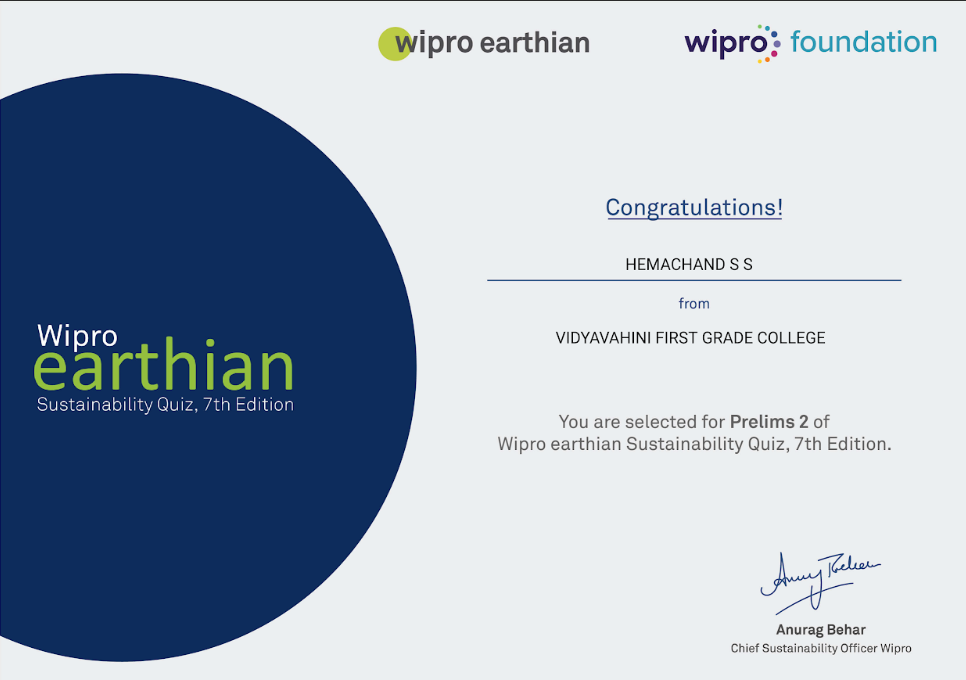 wipro earthian
wipro foundation
Congratulations!
HEMACHAND S S
from
VIDYAVAHINI FIRST GRADE COLLEGE
Wipro
earthian
Sustainability Quiz, 7th Edition
You are selected for Prelims 2 of
Wipro earthian Sustainability Quiz, 7th Edition.
Anurag Behar
Anurag Behar
Chief Sustainability Officer Wipro